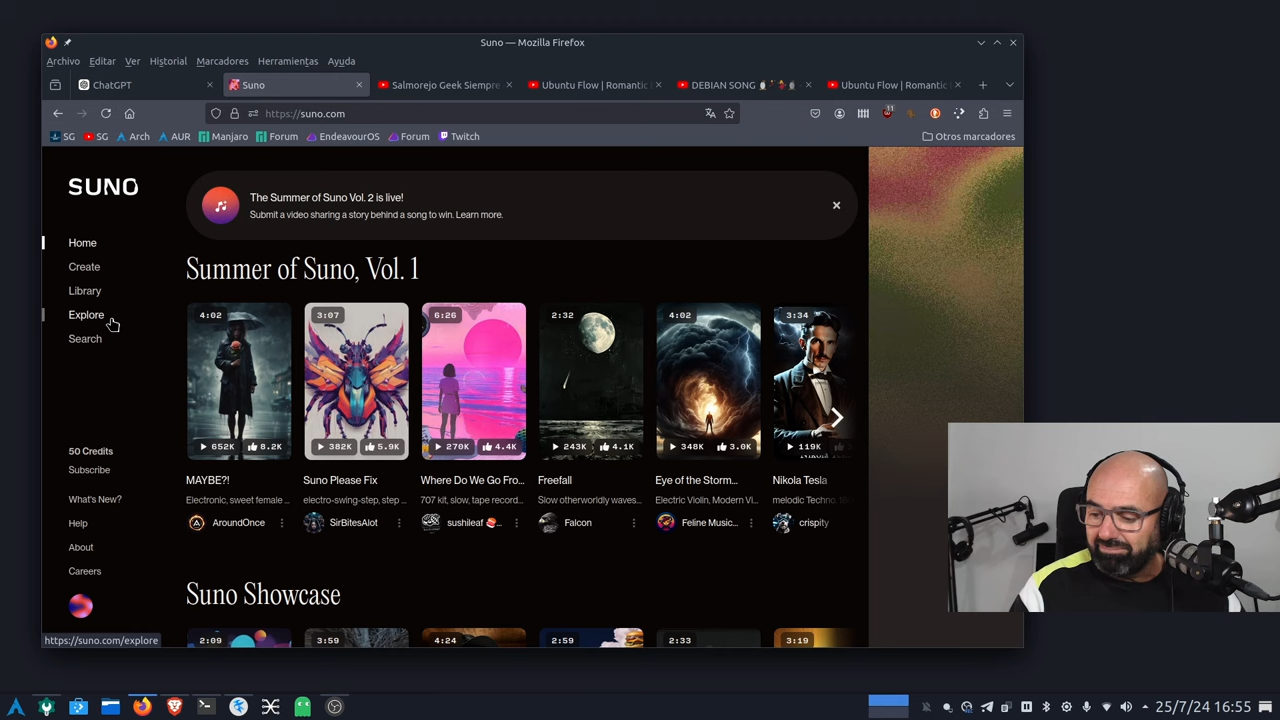 Suno — Mozilla Firefox
Archivo Editar Ver Historial Marcadores Herramientas Ayuda
ChatGPT Suno Salmorejo Geek Siempre Ubuntu Flow | Romantic DEBIAN SONG Ubuntu Flow | Romantic
https://suno.com 11
SG SG Arch AUR Manjaro Forum EndeavourOS Forum Twitch Otros marcadores
SUNO
Home
Create
Library
Explore
Search
50 Credits
Subscribe
What's New?
Help
About
Careers
https://suno.com/explore
The Summer of Suno Vol. 2 is live!
Submit a video sharing a story behind a song to win. Learn more.
Summer of Suno, Vol. 1
4:02 3:07 6:26 2:32 4:02 3:34
652K 8.2K 382K 5.9K 270K 4.4K 243K 4.1K 348K 3.0K 119K
MAYBE?! Suno Please Fix Where Do We Go Fro... Freefall Eye of the Storm... Nikola Tesla
Electronic, sweet female ... electro-swing-step, step ... 707 kit, slow, tape record... Slow otherworldly waves... Electric Violin, Modern Vi... melodic Techno,
AroundOnce SirBitesAlot sushileaf Falcon Feline Music... crispity
Suno Showcase
2:09 3:59 4:24 2:59 2:33 3:19
25/7/24 16:55